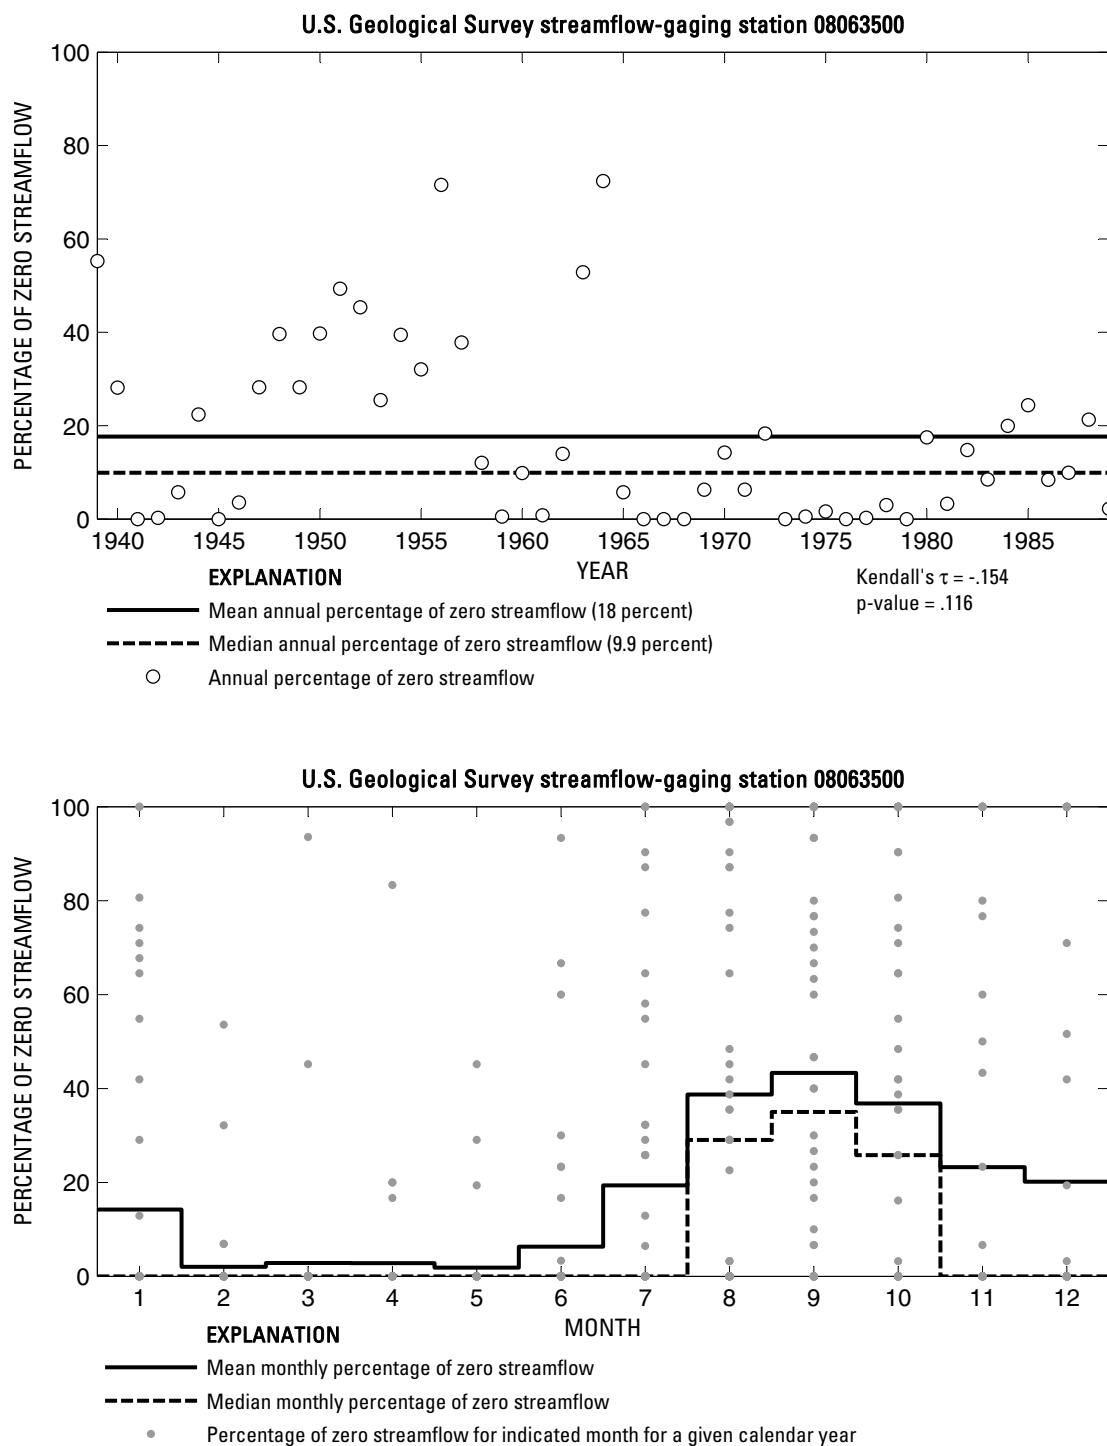 U.S. Geological Survey streamflow-gaging station 08063500
PERCENTAGE OF ZERO STREAMFLOW
100
80
60
40
20
0
1940 1945 1950 1955 1960 1965 1970 1975 1980 1985
YEAR
EXPLANATION
Mean annual percentage of zero streamflow (18 percent)
Median annual percentage of zero streamflow (9.9 percent)
Annual percentage of zero streamflow
Kendall's τ = -.154
p-value = .116
U.S. Geological Survey streamflow-gaging station 08063500
PERCENTAGE OF ZERO STREAMFLOW
100
80
60
40
20
0
1 2 3 4 5 6 7 8 9 10 11 12
MONTH
EXPLANATION
Mean monthly percentage of zero streamflow
Median monthly percentage of zero streamflow
Percentage of zero streamflow for indicated month for a given calendar year